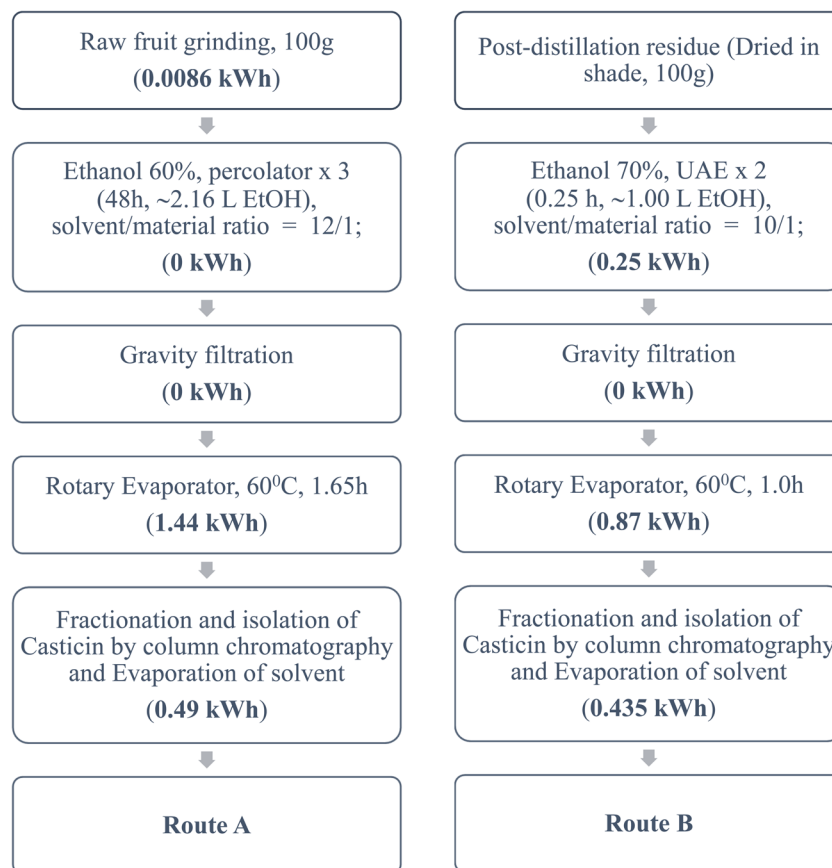 Raw fruit grinding, 100g
(0.0086 kWh)
Ethanol 60%, percolator x 3
(48h, ~2.16 L EtOH),
solvent/material ratio = 12/1;
(0 kWh)
Gravity filtration
(0 kWh)
Rotary Evaporator, 60⁰C, 1.65h
(1.44 kWh)
Fractionation and isolation of
Casticin by column chromatography
and Evaporation of solvent
(0.49 kWh)
Route A
Post-distillation residue (Dried in
shade, 100g)
Ethanol 70%, UAE x 2
(0.25 h, ~1.00 L EtOH),
solvent/material ratio = 10/1;
(0.25 kWh)
Gravity filtration
(0 kWh)
Rotary Evaporator, 60⁰C, 1.0h
(0.87 kWh)
Fractionation and isolation of
Casticin by column chromatography
and Evaporation of solvent
(0.435 kWh)
Route B